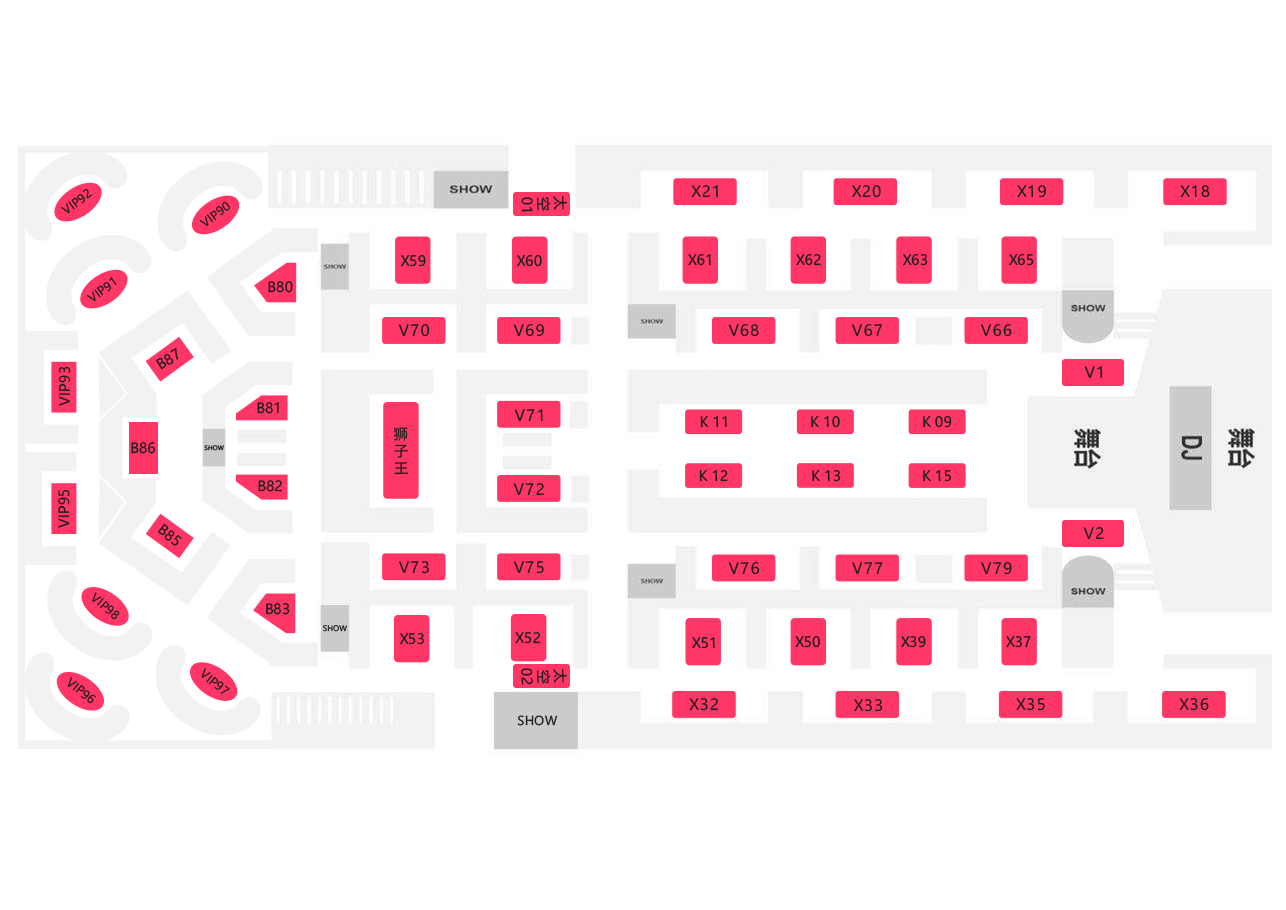 VIP92
VIP90
SHOW
太空01
X21
X20
X19
X18
VIP91
B80
SHOW
X59
X60
X61
X62
X63
X65
V70
V69
SHOW
V68
V67
V66
SHOW
B87
V1
VIP93
B81
狮子王
V71
K 11
K 10
K 09
B86
SHOW
舞台
DJ
舞台
VIP95
B82
V72
K 12
K 13
K 15
B85
V2
V73
V75
SHOW
V76
V77
V79
SHOW
VIP98
B83
SHOW
X53
X52
X51
X50
X39
X37
VIP96
VIP97
太空02
SHOW
X32
X33
X35
X36